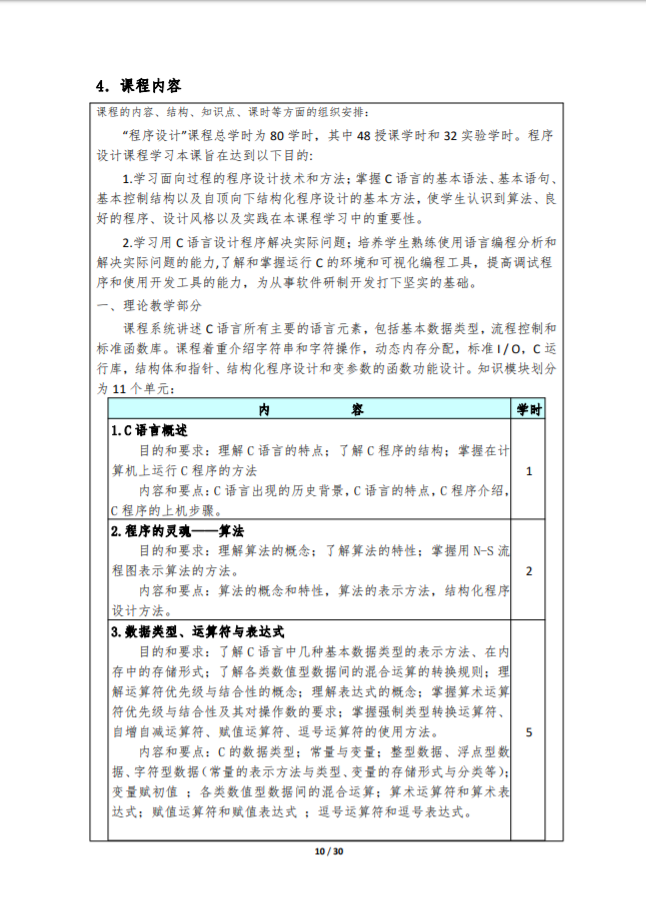 4．课程内容
课程的内容、结构、知识点、课时等方面的组织安排：
“程序设计”课程总学时为 80 学时，其中 48 授课学时和 32 实验学时。程序
设计课程学习本课旨在达到以下目的:
1.学习面向过程的程序设计技术和方法；掌握 C 语言的基本语法、基本语句、
基本控制结构以及自顶向下结构化程序设计的基本方法，使学生认识到算法、良
好的程序、设计风格以及实践在本课程学习中的重要性。
2.学习用 C 语言设计程序解决实际问题；培养学生熟练使用语言编程分析和
解决实际问题的能力,了解和掌握运行 C 的环境和可视化编程工具，提高调试程
序和使用开发工具的能力，为从事软件研制开发打下坚实的基础。
一、理论教学部分
课程系统讲述 C 语言所有主要的语言元素，包括基本数据类型，流程控制和
标准函数库。课程着重介绍字符串和字符操作，动态内存分配，标准 I / O，C 运
行库，结构体和指针、结构化程序设计和变参数的函数功能设计。知识模块划分
为 11 个单元：
内 容 学时
1.C 语言概述
目的和要求：理解 C 语言的特点；了解 C 程序的结构；掌握在计
算机上运行 C 程序的方法
1
内容和要点：C 语言出现的历史背景，C 语言的特点，C 程序介绍，
C 程序的上机步骤。
2.程序的灵魂——算法
目的和要求：理解算法的概念；了解算法的特性；掌握用 N-S 流
程图表示算法的方法。
2
内容和要点：算法的概念和特性，算法的表示方法，结构化程序
设计方法。
3.数据类型、运算符与表达式
目的和要求：了解 C 语言中几种基本数据类型的表示方法、在内
存中的存储形式；了解各类数值型数据间的混合运算的转换规则；理
解运算符优先级与结合性的概念；理解表达式的概念；掌握算术运算
符优先级与结合性及其对操作数的要求；掌握强制类型转换运算符、
自增自减运算符、赋值运算符、逗号运算符的使用方法。
5
内容和要点：C 的数据类型；常量与变量；整型数据、浮点型数
据、字符型数据（常量的表示方法与类型、变量的存储形式与分类等）；
变量赋初值 ；各类数值型数据间的混合运算；算术运算符和算术表
达式；赋值运算符和赋值表达式 ；逗号运算符和逗号表达式。
10 / 30